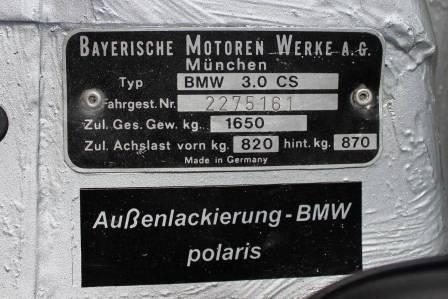 BAYERISCHE MOTOREN WERKE A.G.
München
Typ BMW 3.0 CS
Fahrgest. Nr. 2275161
Zul. Ges. Gew. kg. 1650
Zul. Achslast vorn kg. 820 hint. kg. 870
Made in Germany
Außenlackierung-BMW
polaris